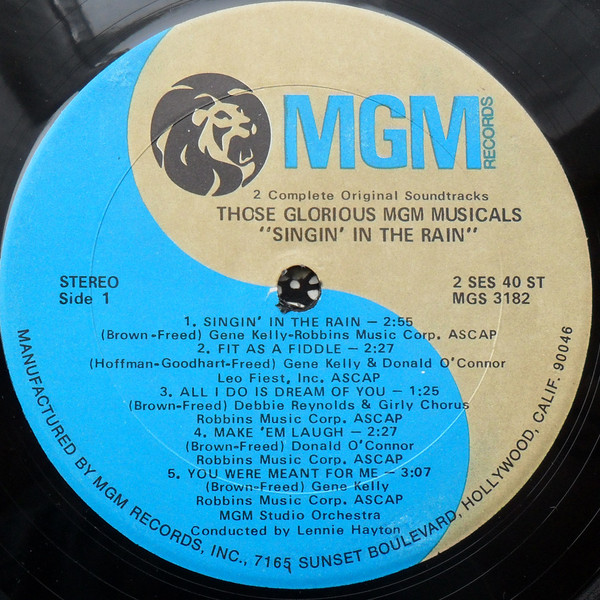 MGM
RECORDS
2 Complete Original Soundtracks
THOSE GLORIOUS MGM MUSICALS
"SINGIN' IN THE RAIN"
STEREO
Side 1
2 SES 40 ST
MGS 3182
1. SINGIN' IN THE RAIN — 2:55
(Brown-Freed) Gene Kelly-Robbins Music Corp. ASCAP
2. FIT AS A FIDDLE — 2:27
(Hoffman-Goodhart-Freed) Gene Kelly & Donald O'Connor
Leo Fiest, Inc. ASCAP
3. ALL I DO IS DREAM OF YOU — 1:25
(Brown-Freed) Debbie Reynolds & Girly Chorus
Robbins Music Corp. ASCAP
4. MAKE 'EM LAUGH — 2:27
(Brown-Freed) Donald O'Connor
Robbins Music Corp. ASCAP
5. YOU WERE MEANT FOR ME — 3:07
(Brown-Freed) Gene Kelly
Robbins Music Corp. ASCAP
MGM Studio Orchestra
Conducted by Lennie Hayton
MANUFACTURED BY MGM RECORDS, INC., 7165 SUNSET BOULEVARD, HOLLYWOOD, CALIF. 90046